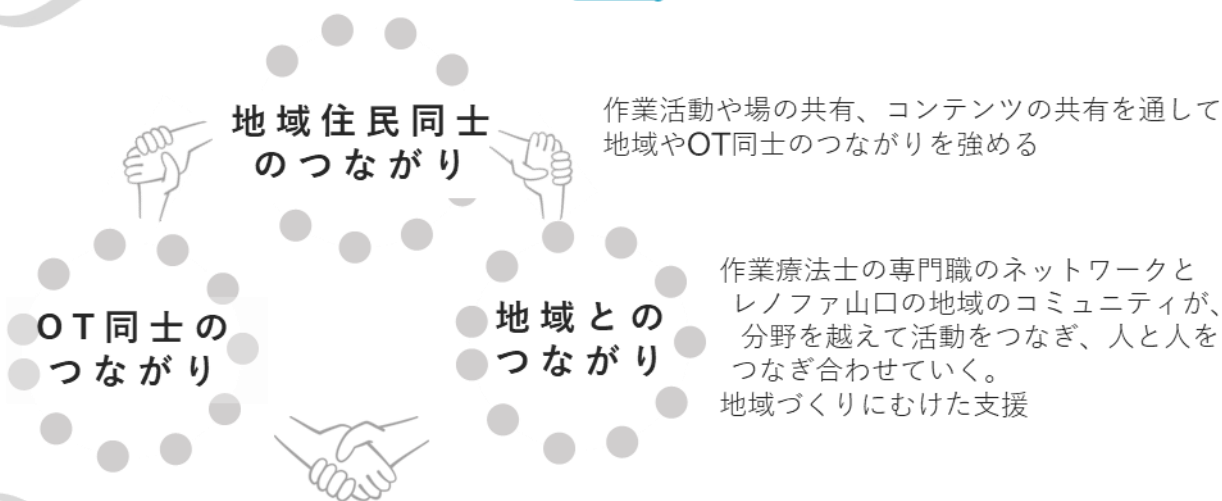 地域住民同士
のつながり
作業活動や場の共有、コンテンツの共有を通して
地域やOT同士のつながりを強める
OT同士の
つながり
地域との
つながり
作業療法士の専門職のネットワークと
レノファ山口の地域のコミュニティが、
分野を越えて活動をつなぎ、人と人を
つなぎ合わせていく。
地域づくりにむけた支援